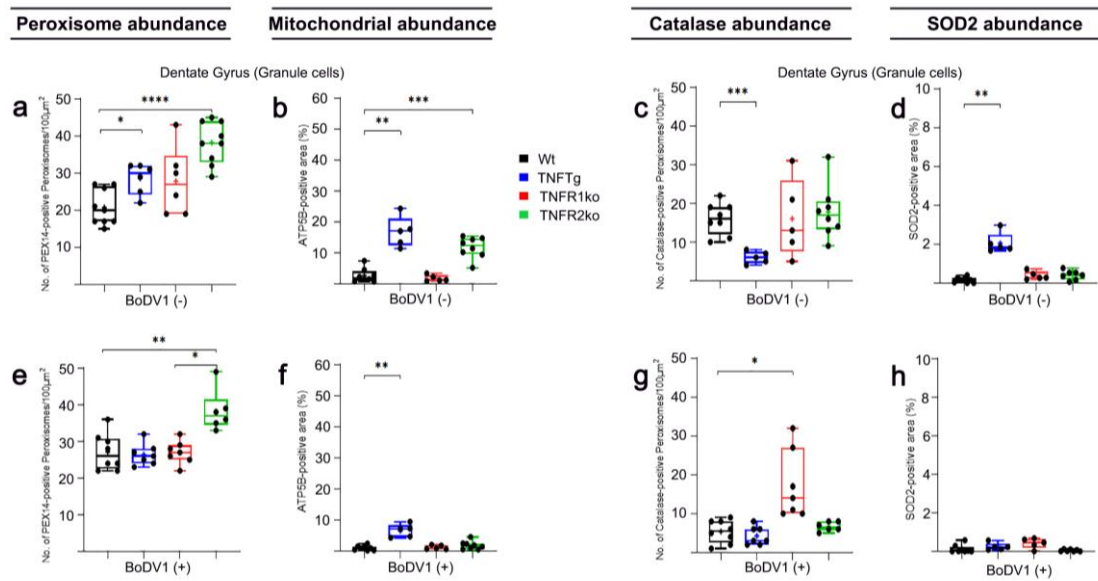 Peroxisome abundance
Mitochondrial abundance
Catalase abundance
SOD2 abundance
Dentate Gyrus (Granule cells)
Dentate Gyrus (Granule cells)
a
No. of PEX14-positive Peroxisomes/100µm²
50
40
30
20
10
*
****
BoDV1 (-)
b
ATP5B-positive area (%)
60
50
40
30
20
10
**
***
BoDV1 (-)
Wt
TNFTg
TNFR1ko
TNFR2ko
c
No. of Catalase-positive Peroxisomes/100µm²
50
40
30
20
10
***
BoDV1 (-)
d
SOD2-positive area (%)
10
8
6
4
2
0
**
BoDV1 (-)
e
No. of PEX14-positive Peroxisomes/100µm²
50
40
30
20
10
**
*
BoDV1 (+)
f
ATP5B-positive area (%)
60
50
40
30
20
10
**
BoDV1 (+)
g
No. of Catalase-positive Peroxisomes/100µm²
50
40
30
20
10
*
BoDV1 (+)
h
SOD2-positive area (%)
10
8
6
4
2
0
BoDV1 (+)